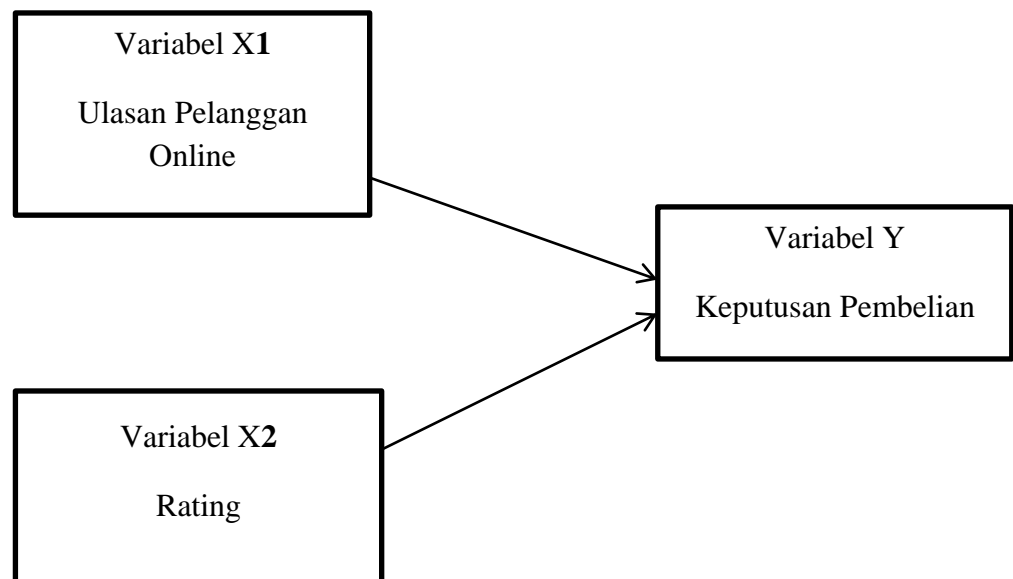 Variabel X1
Ulasan Pelanggan
Online
Variabel Y
Keputusan Pembelian
Variabel X2
Rating